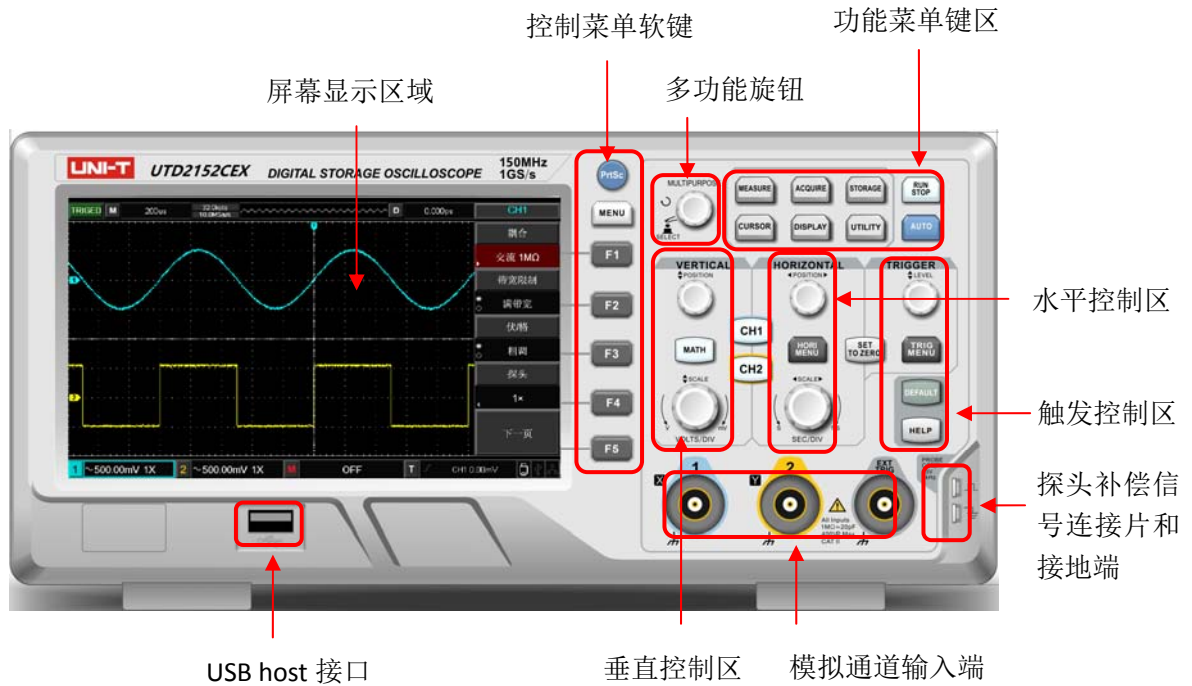 控制菜单软键
功能菜单键区
屏幕显示区域
多功能旋钮
UNI-T UTD2152CEX DIGITAL STORAGE OSCILLOSCOPE 150MHz
1GS/s
PrtSc
MENU
F1
F2
F3
F4
F5
TRIGED M 200us D 0.000ps CH1
耦合
交流 1MΩ
带宽限制
满带宽
伏/格
粗调
探头
1×
下一页
1 ~500.00mV 1X 2 ~500.00mV 1X M OFF T CH1 0.00mV
MULTIPURPOSE
SELECT
MEASURE ACQUIRE STORAGE RUN
STOP
CURSOR DISPLAY UTILITY AUTO
VERTICAL HORIZONTAL TRIGGER
POSITION POSITION LEVEL
CH1
MATH HORI
MENU SET
TO ZERO TRIG
MENU
CH2
SCALE SCALE DEFAULT
HELP
V mV S
VOLTS/DIV SEC/DIV
X 1 Y 2 EXT
TRIG
PROBE
All Inputs
CAT II
水平控制区
触发控制区
探头补偿信
号连接片和
接地端
USB host 接口
垂直控制区
模拟通道输入端